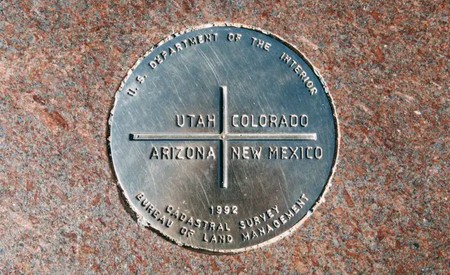 U. S. DEPARTMENT OF THE INTERIOR
UTAH COLORADO
ARIZONA NEW MEXICO
1992
CADASTRAL SURVEY
BUREAU OF LAND MANAGEMENT